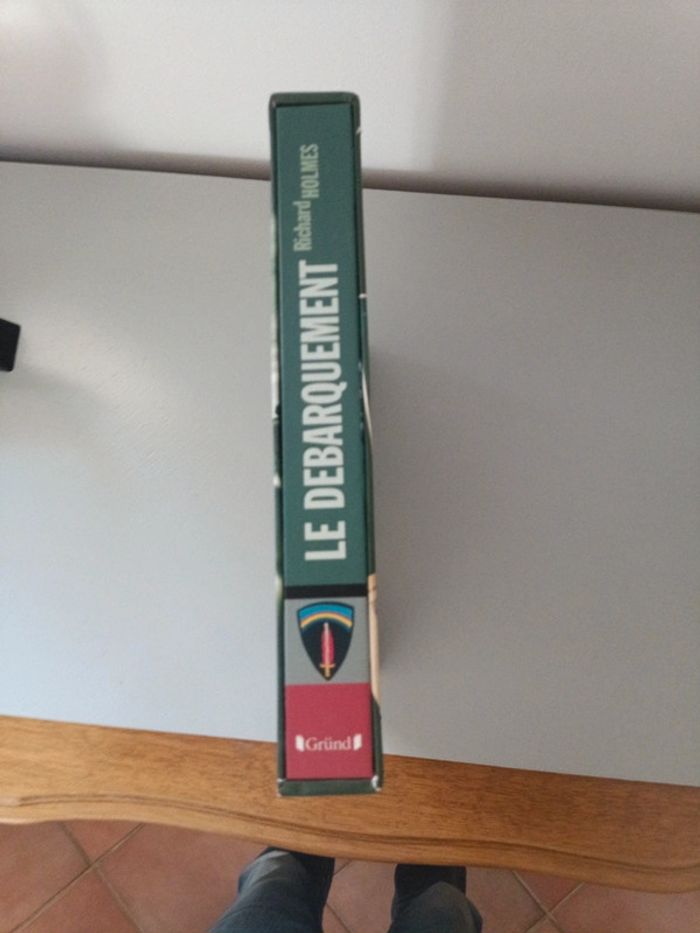 LE DEBARQUEMENT
Richard HOLMES
Gründ